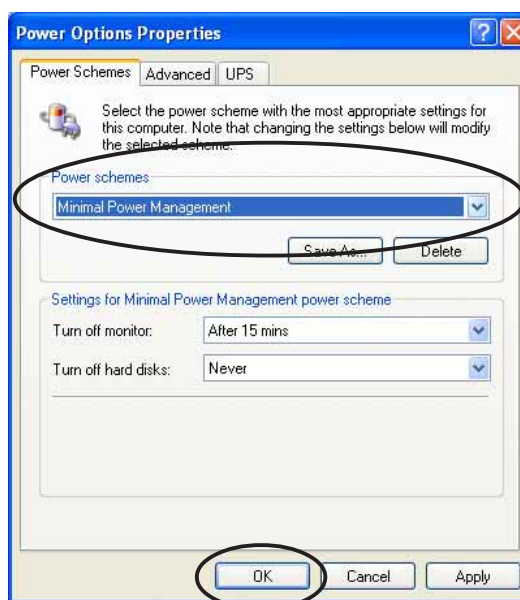 Power Options Properties
Power Schemes Advanced UPS
Select the power scheme with the most appropriate settings for
this computer. Note that changing the settings below will modify
the selected scheme.
Power schemes
Minimal Power Management
Save As... Delete
Settings for Minimal Power Management power scheme
Turn off monitor: After 15 mins
Turn off hard disks: Never
OK Cancel Apply